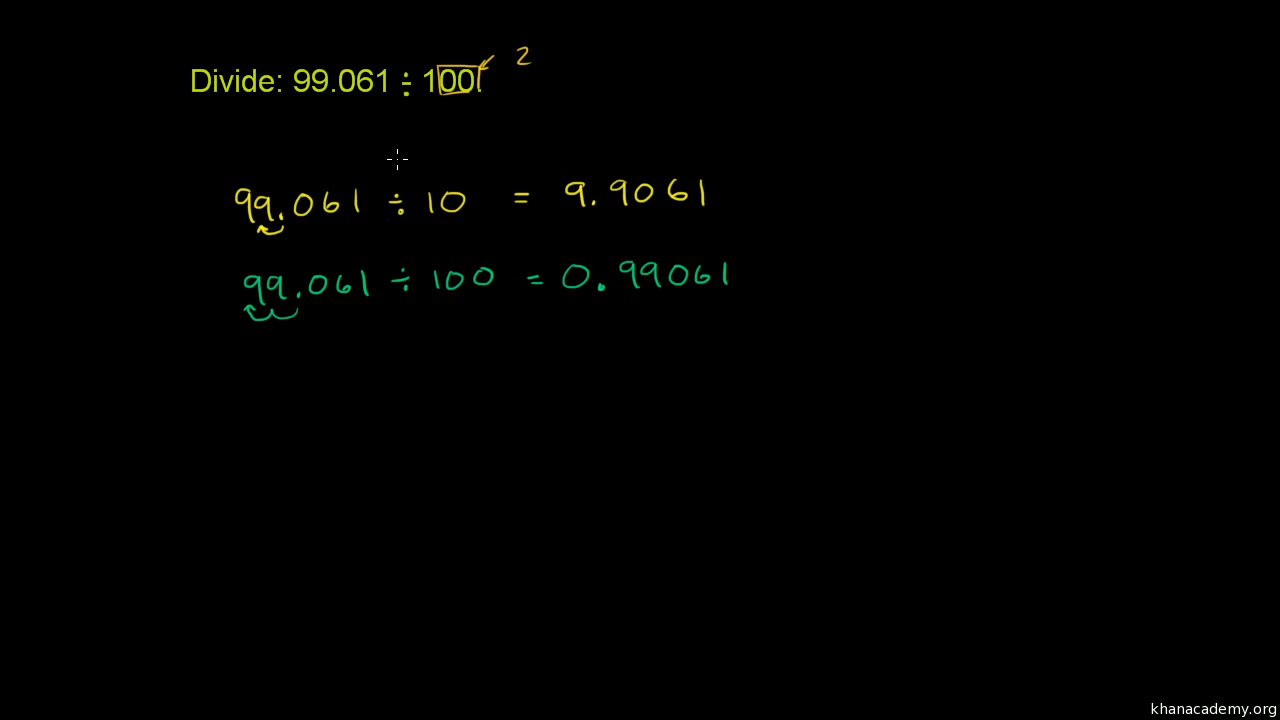 2
Divide: 99.061 ÷ 100.
99.061 ÷ 10 = 9.9061
99.061 ÷ 100 = 0.99061
khanacademy.org